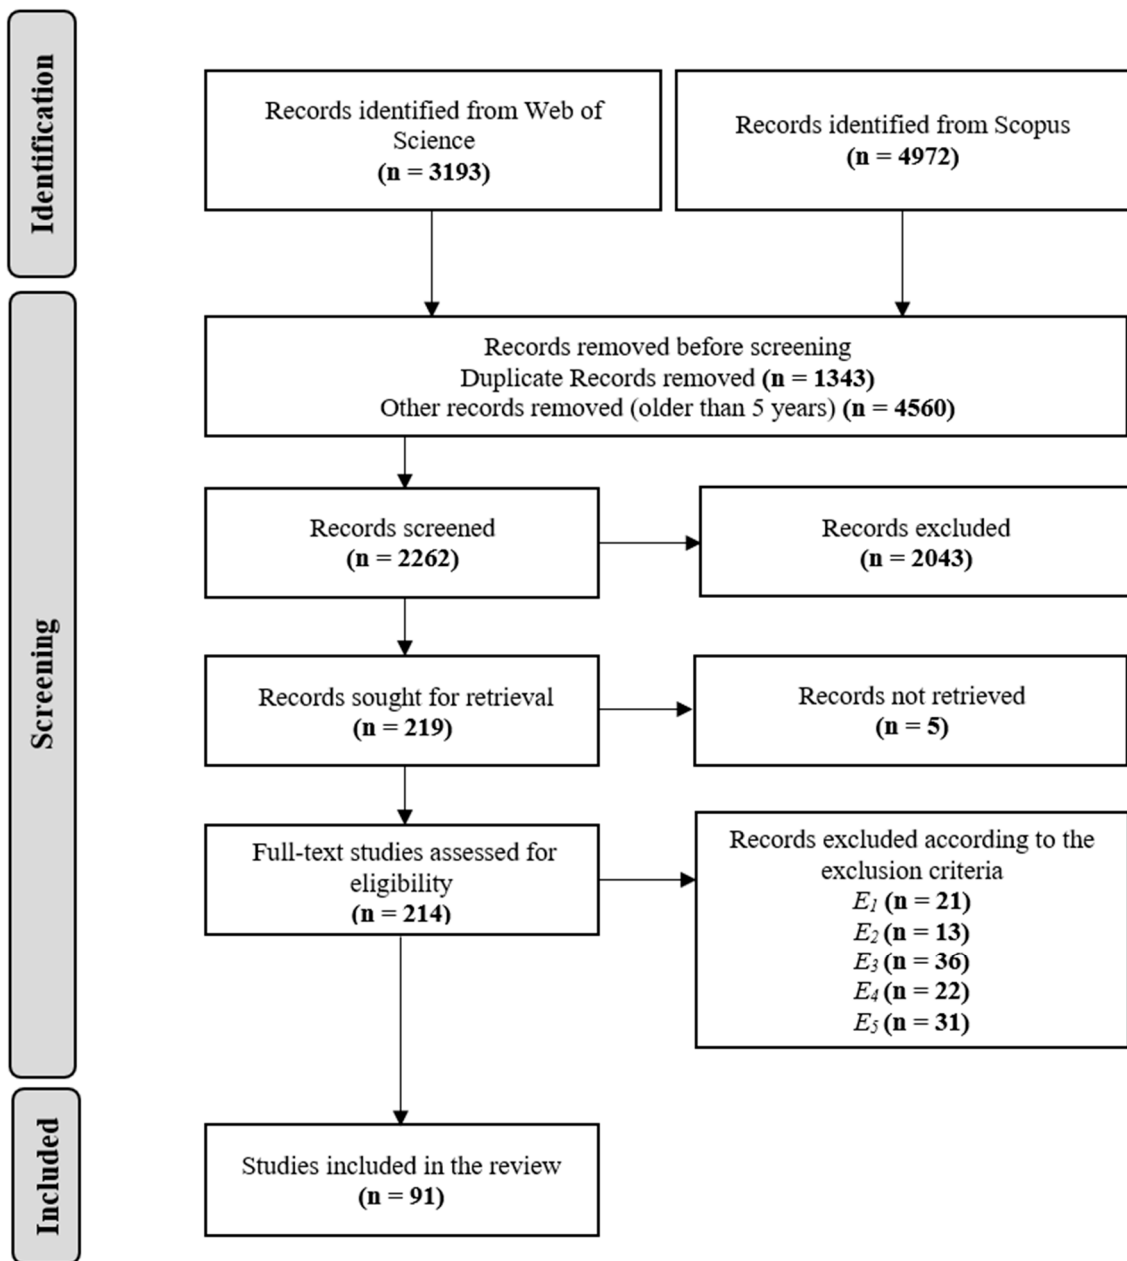 Identification
Records identified from Web of
Science
(n = 3193)
Records identified from Scopus
(n = 4972)
Screening
Records removed before screening
Duplicate Records removed (n = 1343)
Other records removed (older than 5 years) (n = 4560)
Records screened
(n = 2262)
Records excluded
(n = 2043)
Records sought for retrieval
(n = 219)
Records not retrieved
(n = 5)
Full-text studies assessed for
eligibility
(n = 214)
Records excluded according to the
exclusion criteria
E1 (n = 21)
E2 (n = 13)
E3 (n = 36)
E4 (n = 22)
E5 (n = 31)
Included
Studies included in the review
(n = 91)